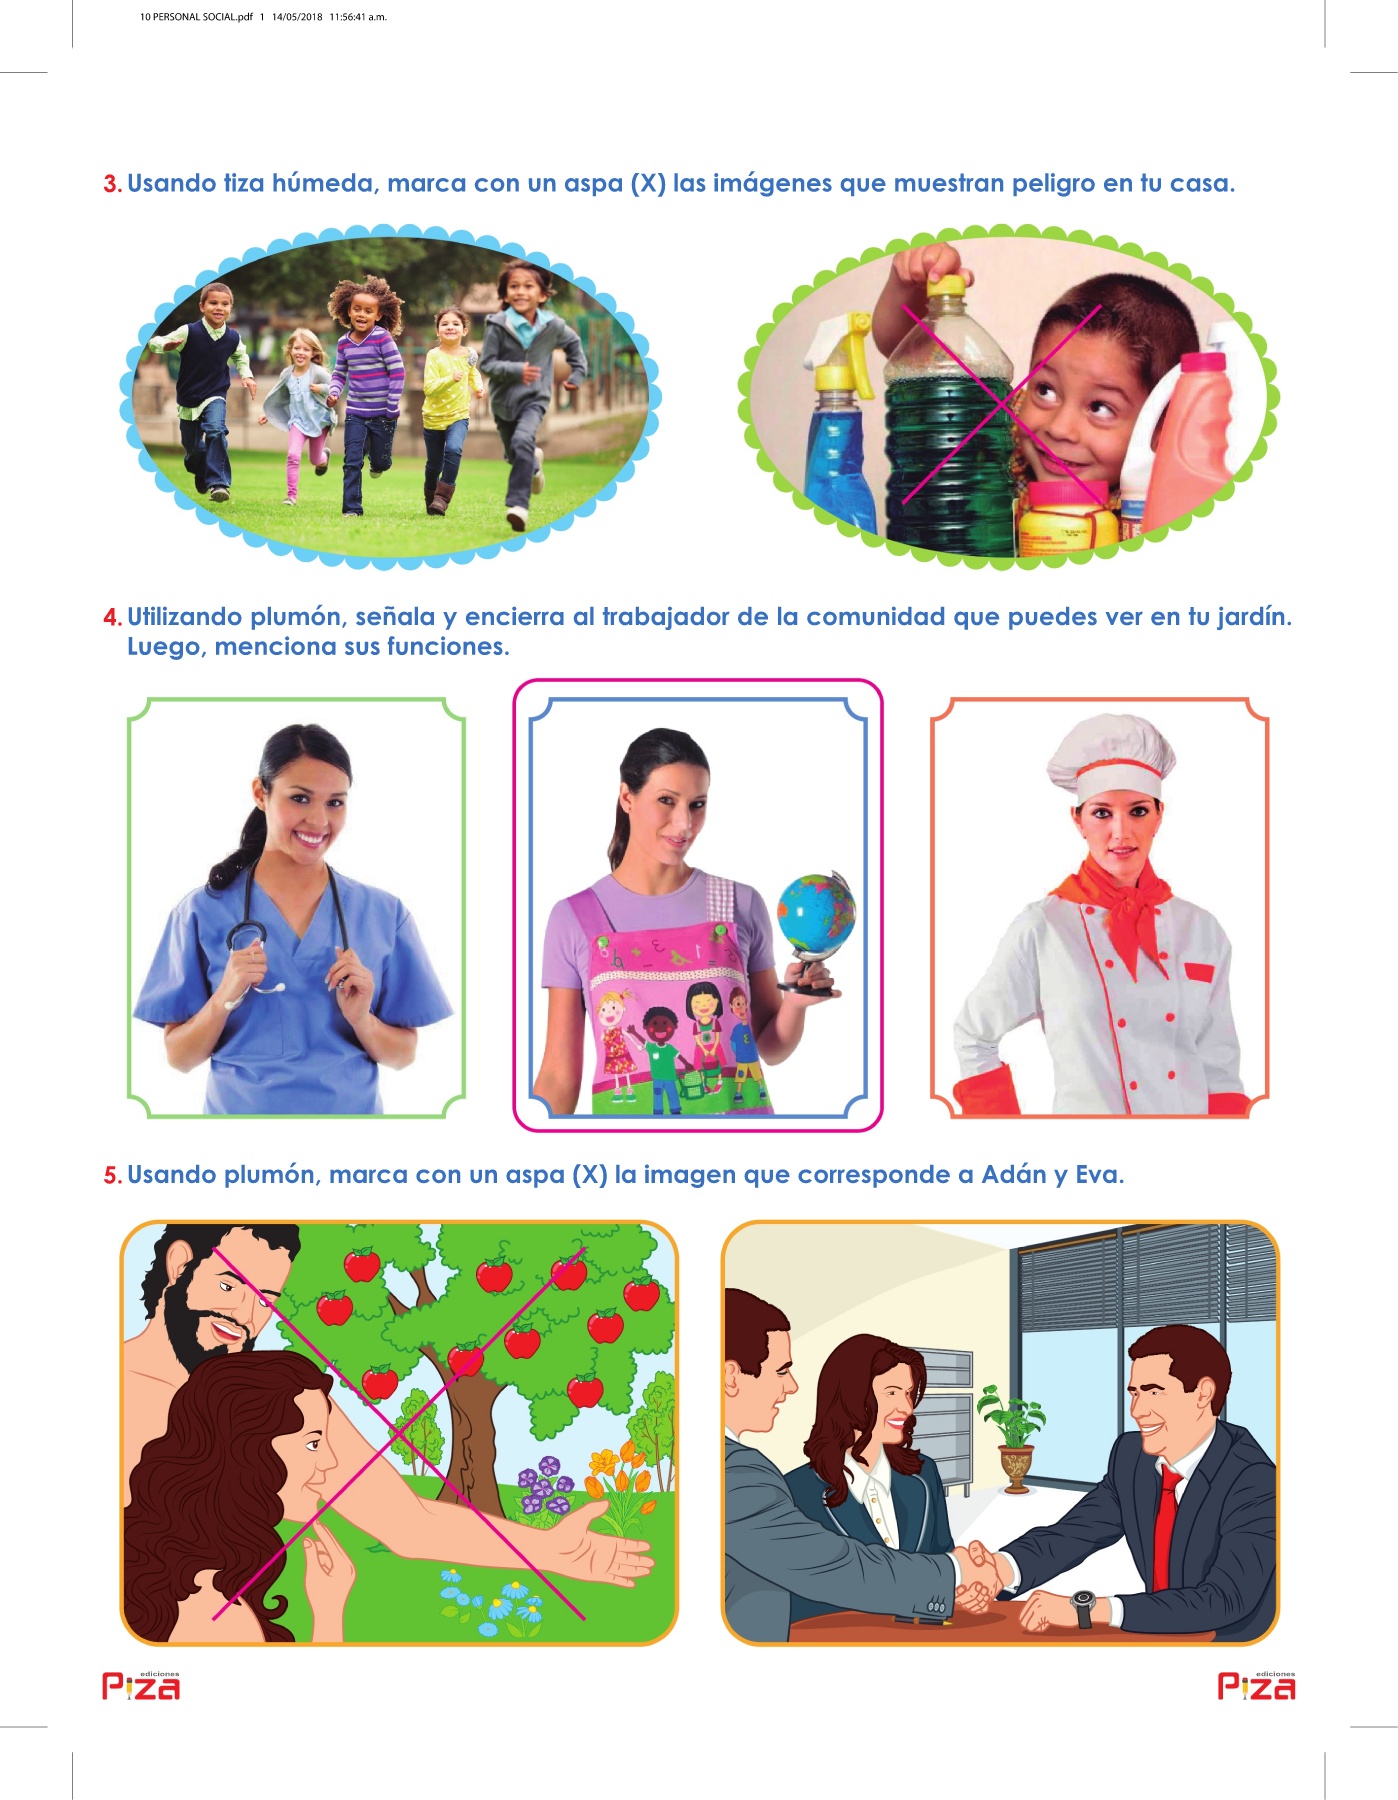 10 PERSONAL SOCIAL.pdf 1 14/05/2018 11:56:41 a.m.
3. Usando tiza húmeda, marca con un aspa (X) las imágenes que muestran peligro en tu casa.
4. Utilizando plumón, señala y encierra al trabajador de la comunidad que puedes ver en tu jardín.
Luego, menciona sus funciones.
5. Usando plumón, marca con un aspa (X) la imagen que corresponde a Adán y Eva.
ediciones
Piza
ediciones
Piza